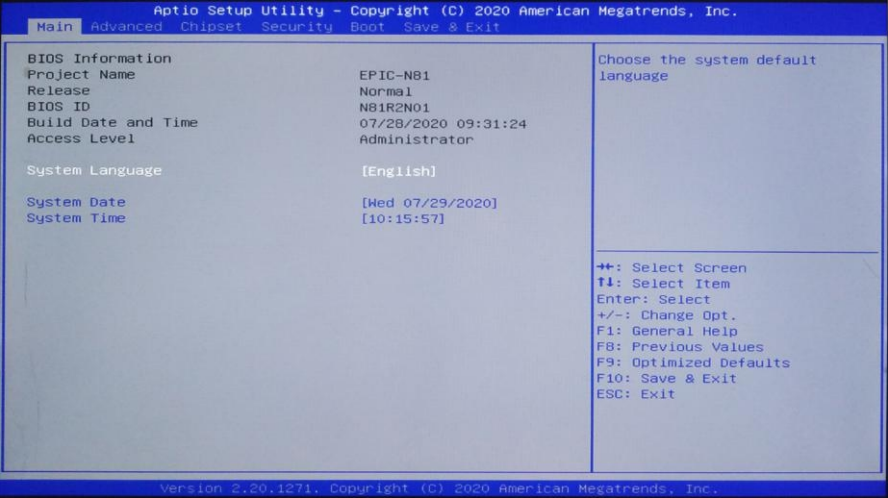 Aptio Setup Utility – Copyright (C) 2020 American Megatrends, Inc.
Main Advanced Chipset Security Boot Save & Exit
BIOS Information
Project Name EPIC-N81
Release Normal
BIOS ID N81R2N01
Build Date and Time 07/28/2020 09:31:24
Access Level Administrator
System Language [English]
System Date [Wed 07/29/2020]
System Time [10:15:57]
Choose the system default
language
→←: Select Screen
↑↓: Select Item
Enter: Select
+/-: Change Opt.
F1: General Help
F8: Previous Values
F9: Optimized Defaults
F10: Save & Exit
ESC: Exit
Version 2.20.1271. Copyright (C) 2020 American Megatrends, Inc.